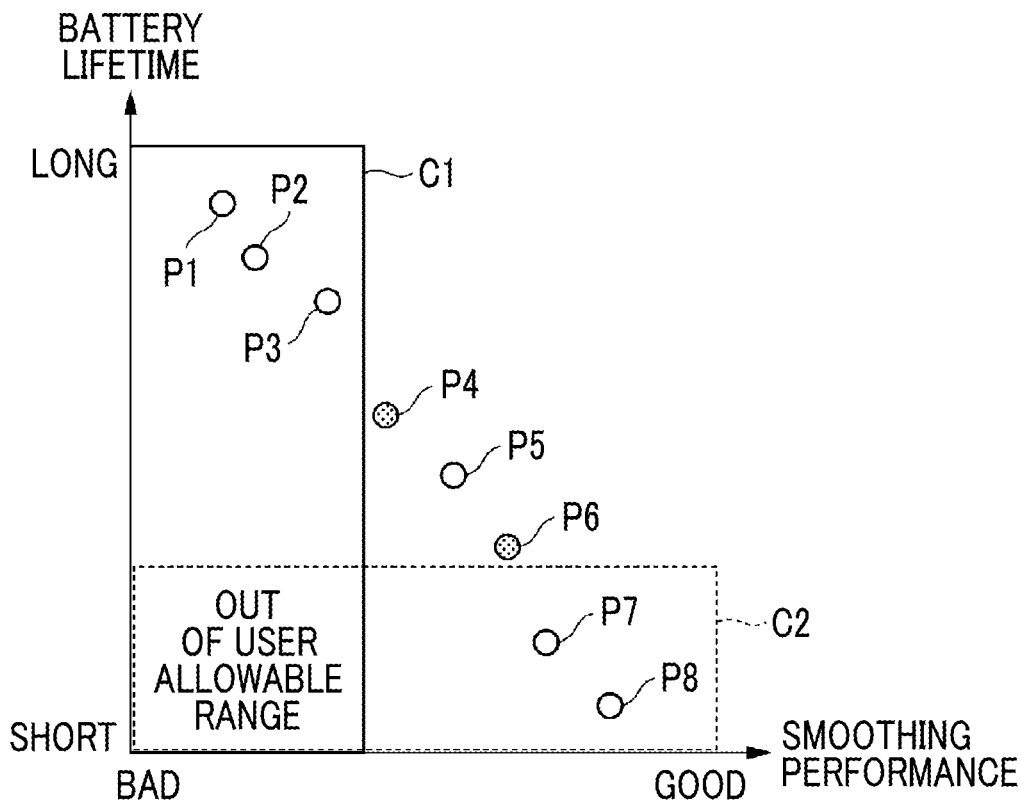 BATTERY
LIFETIME
LONG
C1
P2
P1
P3
P4
P5
P6
OUT
OF USER
ALLOWABLE
RANGE
P7
C2
P8
SHORT
SMOOTHING
PERFORMANCE
BAD
GOOD